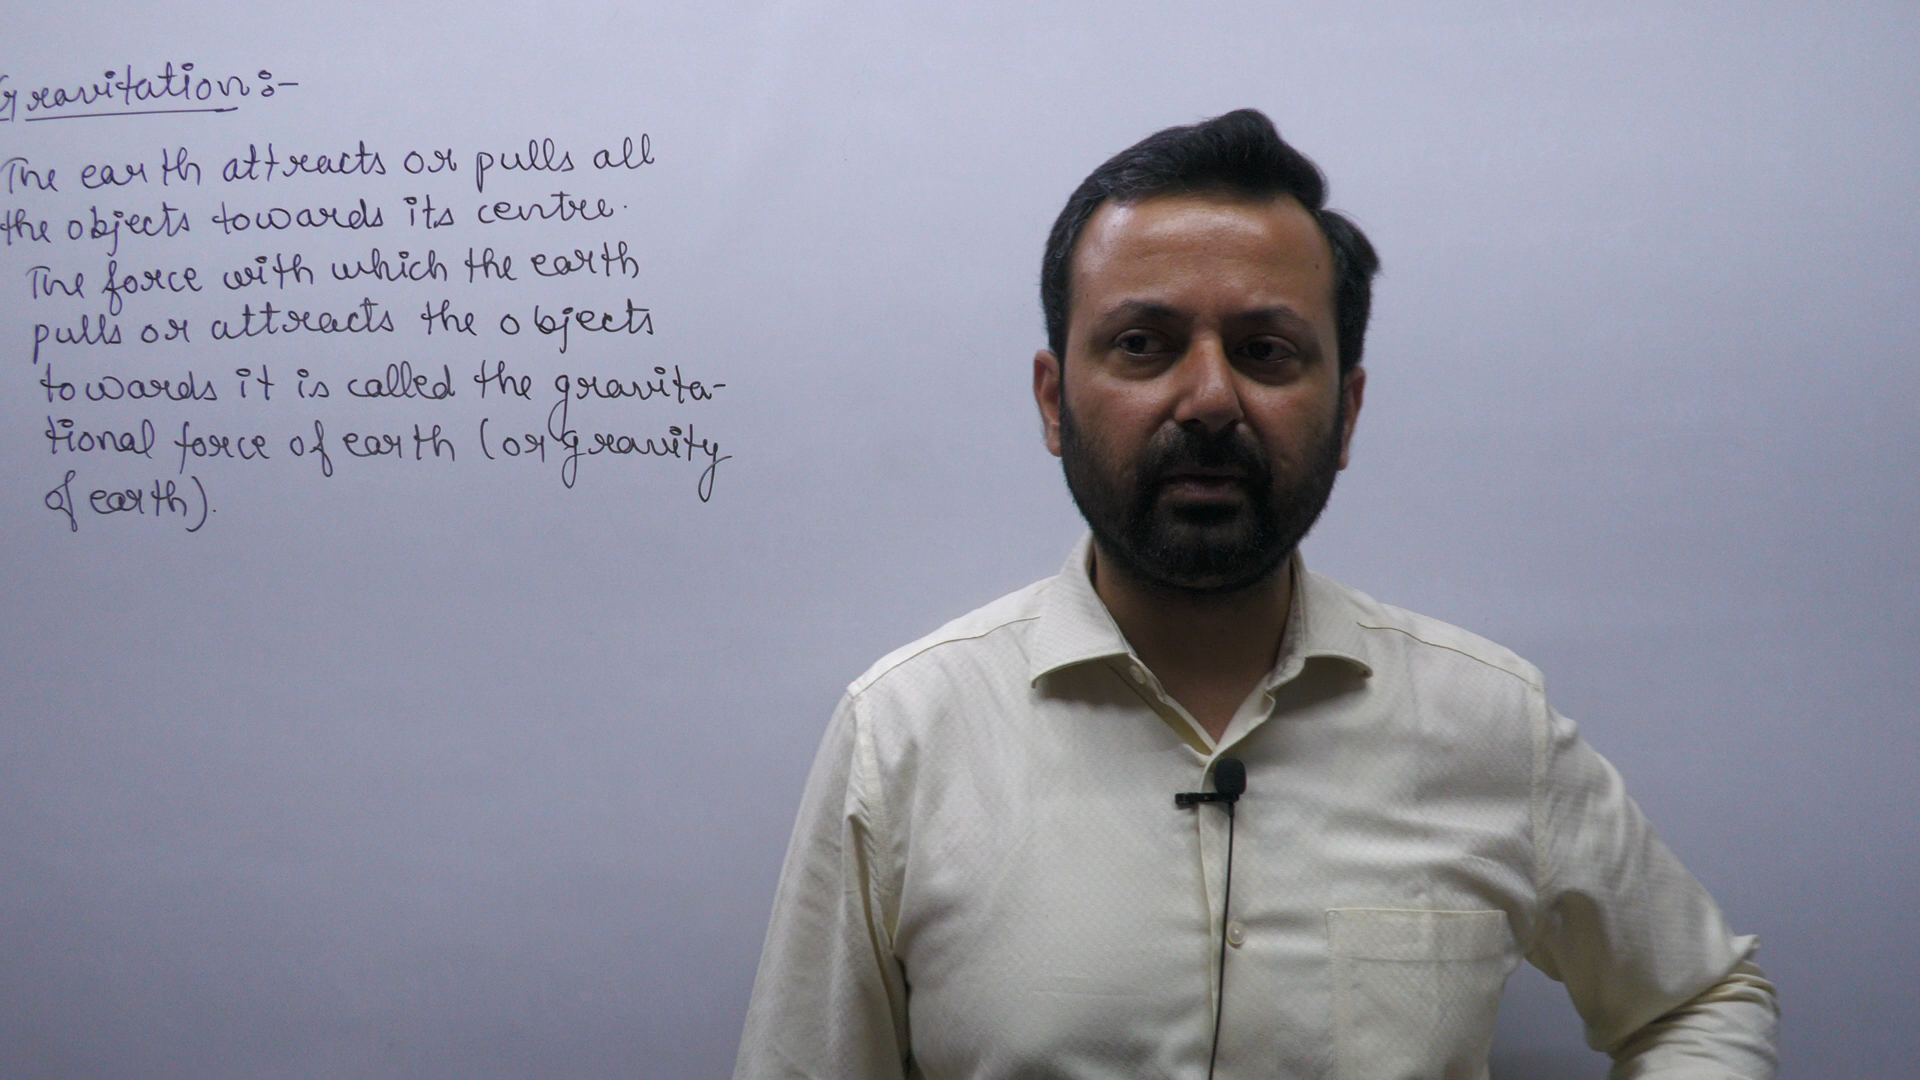 Gravitation:-
The earth attracts or pulls all
the objects towards its centre.
The force with which the earth
pulls or attracts the objects
towards it is called the gravita-
tional force of earth (or gravity
of earth).